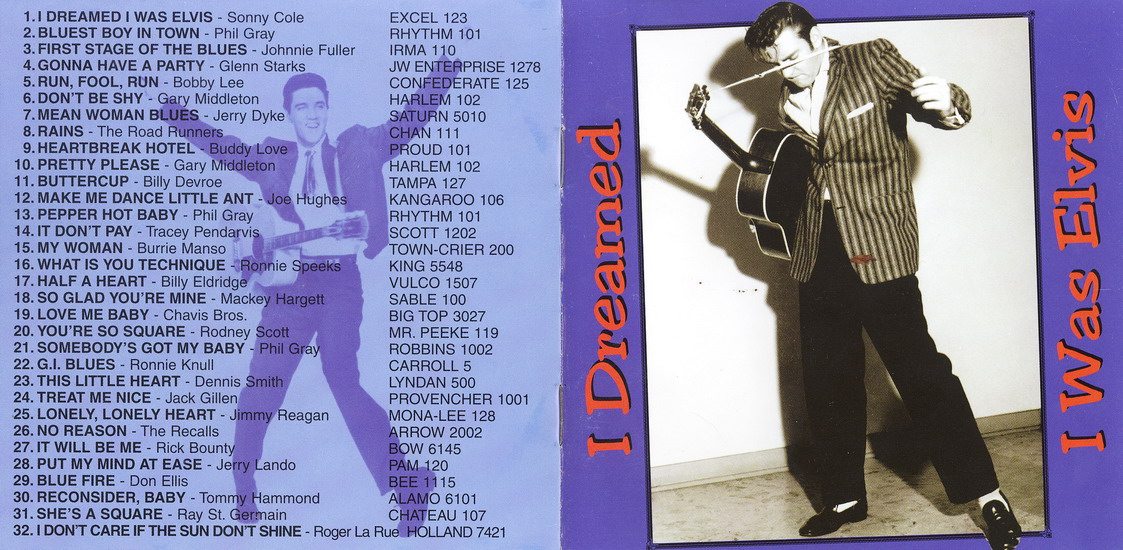 1. I DREAMED I WAS ELVIS - Sonny Cole EXCEL 123
2. BLUEST BOY IN TOWN - Phil Gray RHYTHM 101
3. FIRST STAGE OF THE BLUES - Johnnie Fuller IRMA 110
4. GONNA HAVE A PARTY - Glenn Starks JW ENTERPRISE 1278
5. RUN, FOOL, RUN - Bobby Lee CONFEDERATE 125
6. DON'T BE SHY - Gary Middleton HARLEM 102
7. MEAN WOMAN BLUES - Jerry Dyke SATURN 5010
8. RAINS - The Road Runners CHAN 111
9. HEARTBREAK HOTEL - Buddy Love PROUD 101
10. PRETTY PLEASE - Gary Middleton HARLEM 102
11. BUTTERCUP - Billy Devroe TAMPA 127
12. MAKE ME DANCE LITTLE ANT - Joe Hughes KANGAROO 106
13. PEPPER HOT BABY - Phil Gray RHYTHM 101
14. IT DON'T PAY - Tracey Pendarvis SCOTT 1202
15. MY WOMAN - Burrie Manso TOWN-CRIER 200
16. WHAT IS YOU TECHNIQUE - Ronnie Speeks KING 5548
17. HALF A HEART - Billy Eldridge VULCO 1507
18. SO GLAD YOU'RE MINE - Mackey Hargett SABLE 100
19. LOVE ME BABY - Chavis Bros. BIG TOP 3027
20. YOU'RE SO SQUARE - Rodney Scott MR. PEEKE 119
21. SOMEBODY'S GOT MY BABY - Phil Gray ROBBINS 1002
22. G.I. BLUES - Ronnie Knull CARROLL 5
23. THIS LITTLE HEART - Dennis Smith LYNDAN 500
24. TREAT ME NICE - Jack Gillen PROVENCHER 1001
25. LONELY, LONELY HEART - Jimmy Reagan MONA-LEE 128
26. NO REASON - The Recalls ARROW 2002
27. IT WILL BE ME - Rick Bounty BOW 6145
28. PUT MY MIND AT EASE - Jerry Lando PAM 120
29. BLUE FIRE - Don Ellis BEE 1115
30. RECONSIDER, BABY - Tommy Hammond ALAMO 6101
31. SHE'S A SQUARE - Ray St. Germain CHATEAU 107
32. I DON'T CARE IF THE SUN DON'T SHINE - Roger La Rue HOLLAND 7421
I Dreamed
I Was Elvis